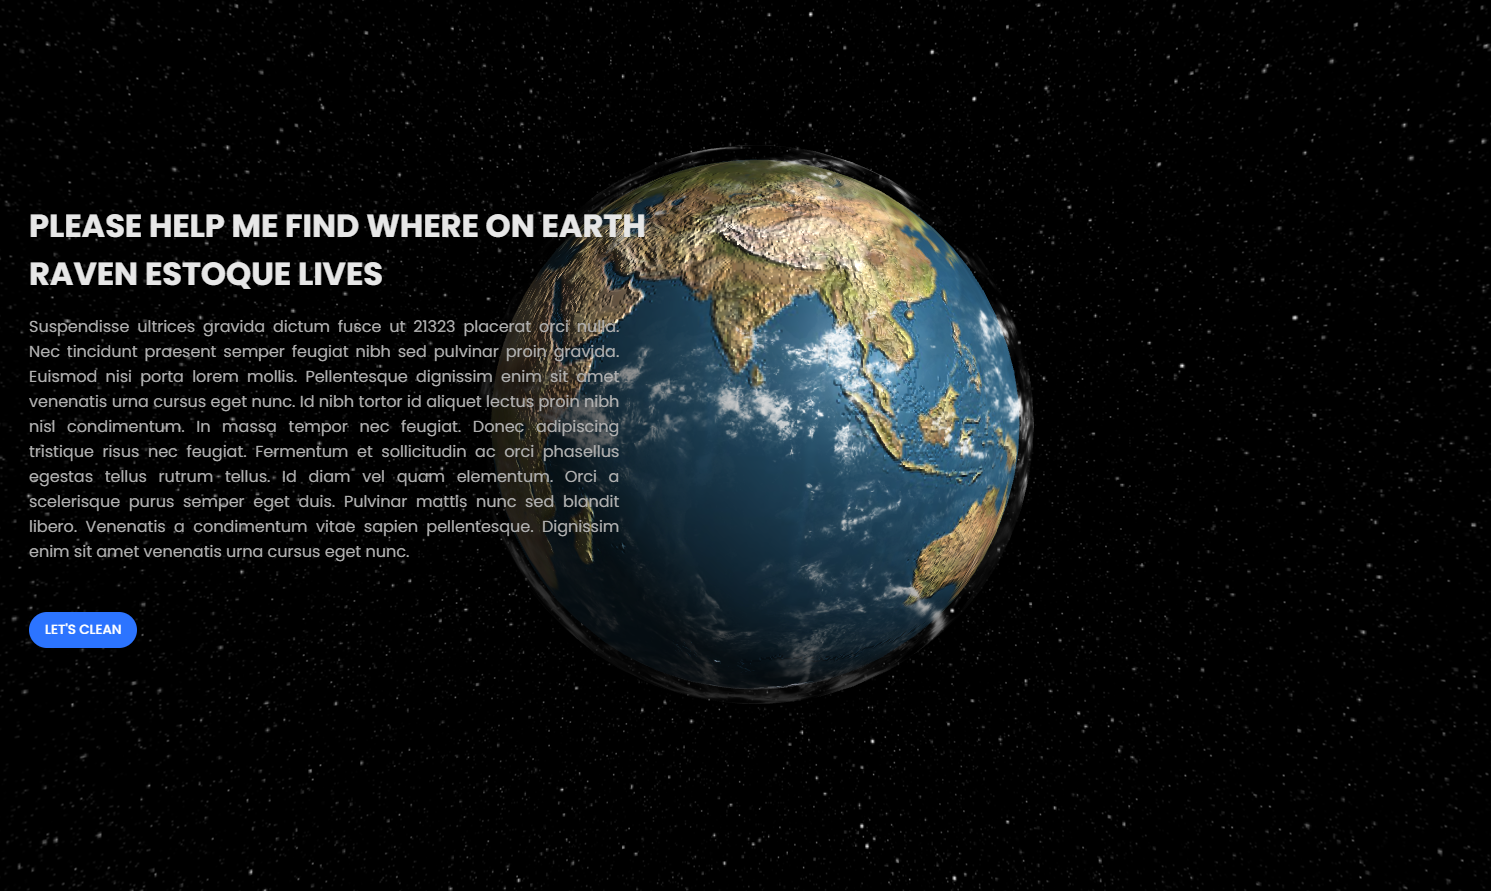 PLEASE HELP ME FIND WHERE ON EARTH
RAVEN ESTOQUE LIVES
Suspendisse ultrices gravida dictum fusce ut 21323 placerat orci nulla.
Nec tincidunt praesent semper feugiat nibh sed pulvinar proin gravida.
Euismod nisi porta lorem mollis. Pellentesque dignissim enim sit amet
venenatis urna cursus eget nunc. Id nibh tortor id aliquet lectus proin nibh
nisl condimentum. In massa tempor nec feugiat. Donec adipiscing
tristique risus nec feugiat. Fermentum et sollicitudin ac orci phasellus
egestas tellus rutrum tellus. Id diam vel quam elementum. Orci a
scelerisque purus semper eget duis. Pulvinar mattis nunc sed blandit
libero. Venenatis a condimentum vitae sapien pellentesque. Dignissim
enim sit amet venenatis urna cursus eget nunc.
LET'S CLEAN